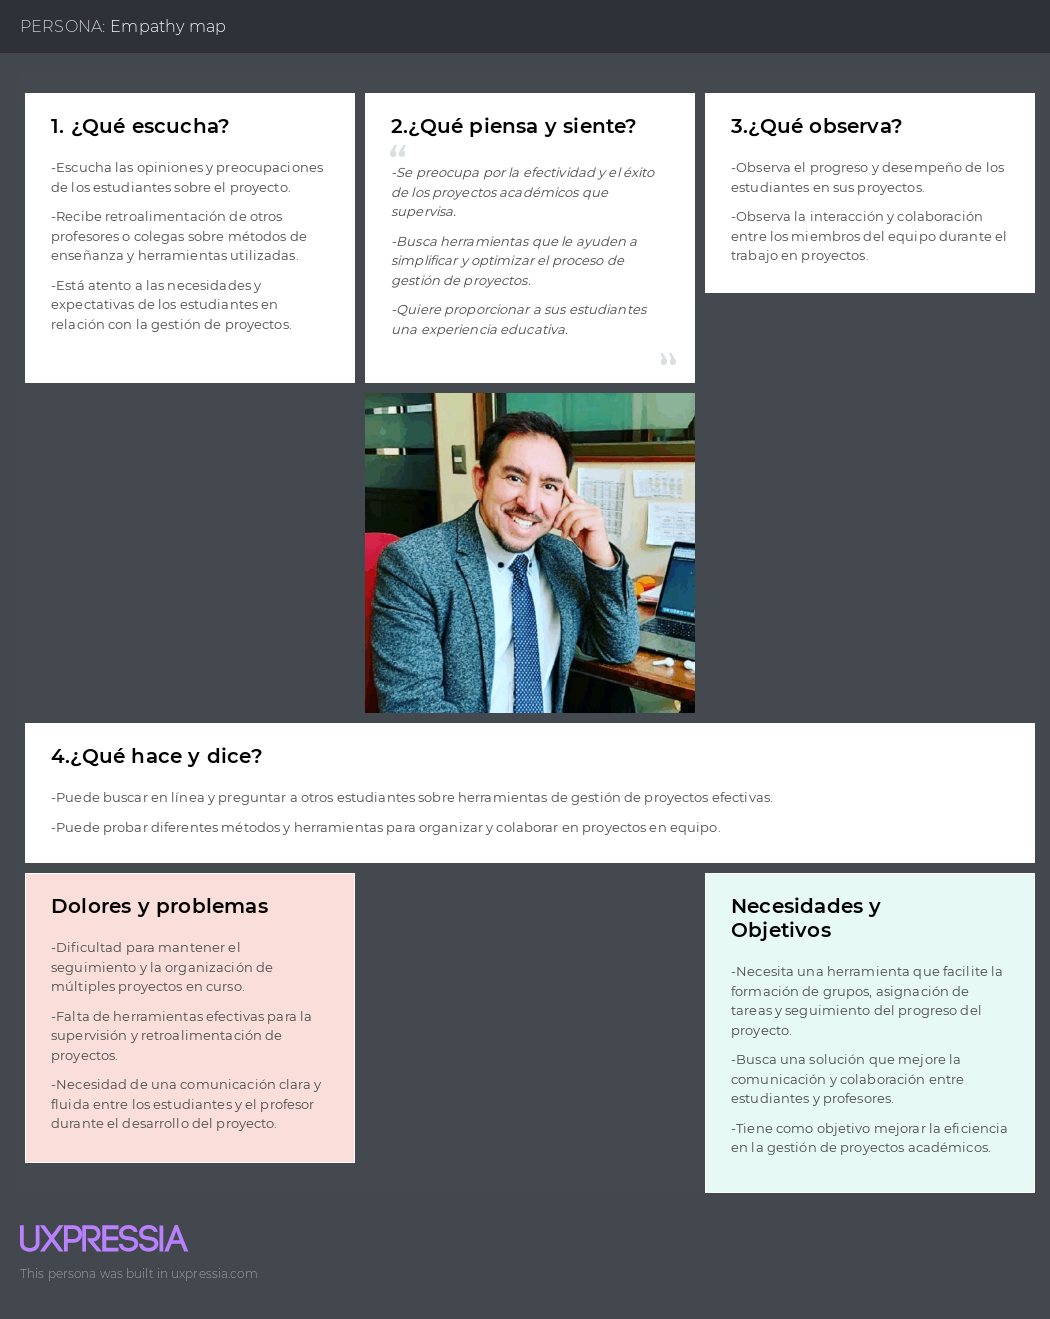 PERSONA: Empathy map
1. ¿Qué escucha?
-Escucha las opiniones y preocupaciones
de los estudiantes sobre el proyecto.
-Recibe retroalimentación de otros
profesores o colegas sobre métodos de
enseñanza y herramientas utilizadas.
-Está atento a las necesidades y
expectativas de los estudiantes en
relación con la gestión de proyectos.
2.¿Qué piensa y siente?
“
-Se preocupa por la efectividad y el éxito
de los proyectos académicos que
supervisa.
-Busca herramientas que le ayuden a
simplificar y optimizar el proceso de
gestión de proyectos.
-Quiere proporcionar a sus estudiantes
una experiencia educativa.
”
3.¿Qué observa?
-Observa el progreso y desempeño de los
estudiantes en sus proyectos.
-Observa la interacción y colaboración
entre los miembros del equipo durante el
trabajo en proyectos.
4.¿Qué hace y dice?
-Puede buscar en línea y preguntar a otros estudiantes sobre herramientas de gestión de proyectos efectivas.
-Puede probar diferentes métodos y herramientas para organizar y colaborar en proyectos en equipo.
Dolores y problemas
-Dificultad para mantener el
seguimiento y la organización de
múltiples proyectos en curso.
-Falta de herramientas efectivas para la
supervisión y retroalimentación de
proyectos.
-Necesidad de una comunicación clara y
fluida entre los estudiantes y el profesor
durante el desarrollo del proyecto.
Necesidades y
Objetivos
-Necesita una herramienta que facilite la
formación de grupos, asignación de
tareas y seguimiento del progreso del
proyecto.
-Busca una solución que mejore la
comunicación y colaboración entre
estudiantes y profesores.
-Tiene como objetivo mejorar la eficiencia
en la gestión de proyectos académicos.
UXPRESSIA
This persona was built in uxpressia.com